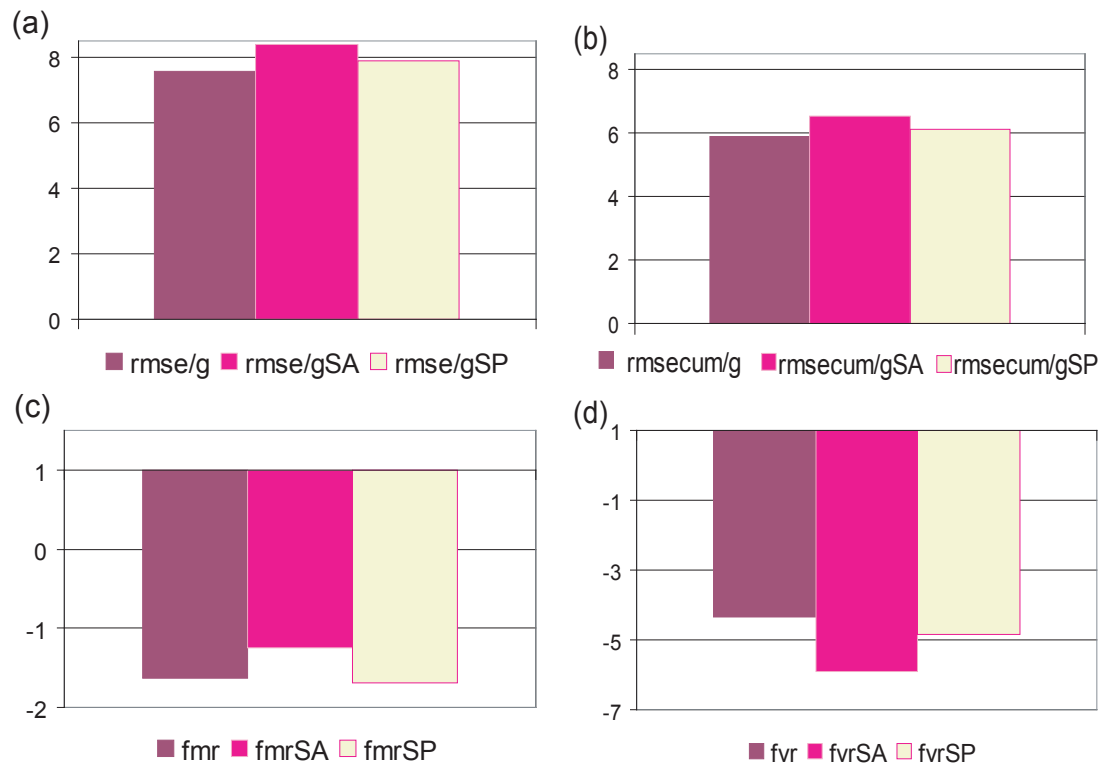 (a)
8
6
4
2
0
rmse/g rmse/gSA rmse/gSP
(b)
8
6
4
2
0
rmsecum/g rmsecum/gSA rmsecum/gSP
(c)
1
0
-1
-2
fmr fmrSA fmrSP
(d)
1
-1
-3
-5
-7
fvr fvrSA fvrSP